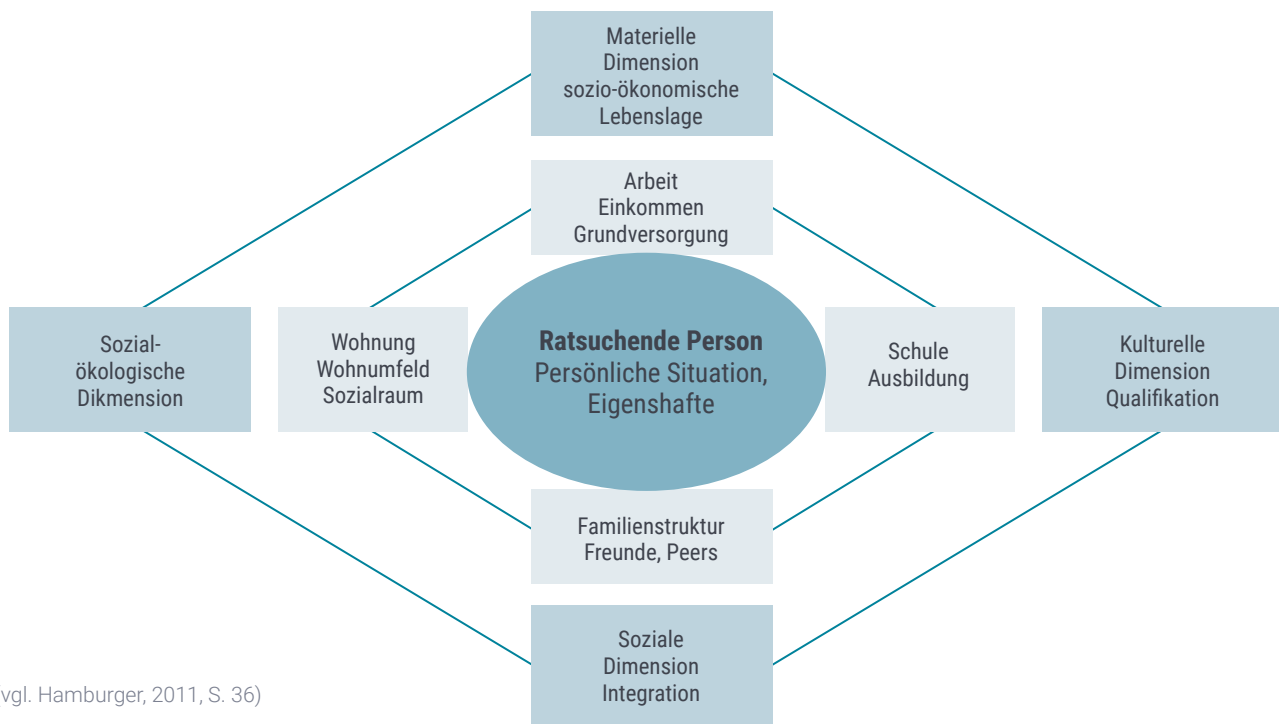 Materielle
Dimension
sozio-ökonomische
Lebenslage
Arbeit
Einkommen
Grundversorgung
Sozial-
ökologische
Dikmension
Wohnung
Wohnumfeld
Sozialraum
Ratsuchende Person
Persönliche Situation,
Eigenshafte
Schule
Ausbildung
Kulturelle
Dimension
Qualifikation
Familienstruktur
Freunde, Peers
Soziale
Dimension
Integration
vgl. Hamburger, 2011, S. 36)